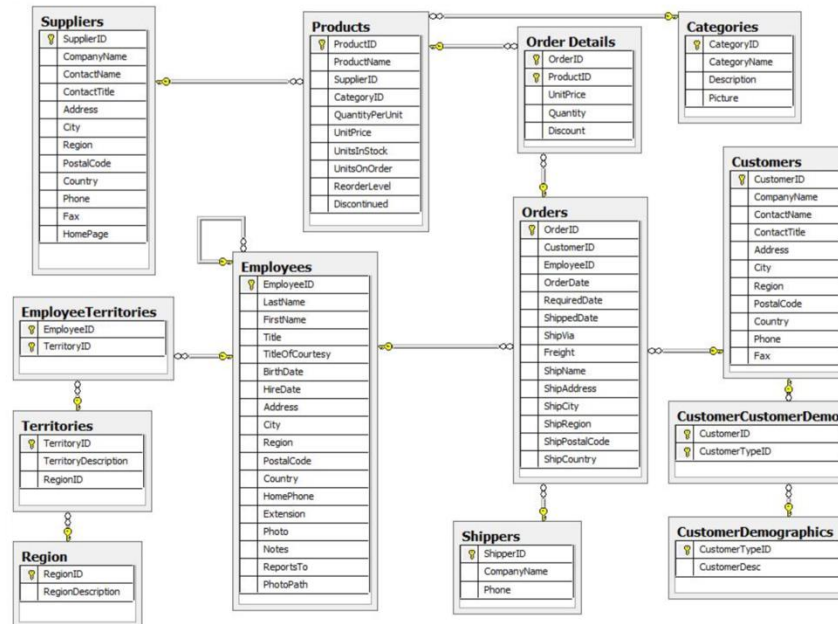 Suppliers
SupplierID
CompanyName
ContactName
ContactTitle
Address
City
Region
PostalCode
Country
Phone
Fax
HomePage
Products
ProductID
ProductName
SupplierID
CategoryID
QuantityPerUnit
UnitPrice
UnitsInStock
UnitsOnOrder
ReorderLevel
Discontinued
Order Details
OrderID
ProductID
UnitPrice
Quantity
Discount
Categories
CategoryID
CategoryName
Description
Picture
Customers
CustomerID
CompanyName
ContactName
ContactTitle
Address
City
Region
PostalCode
Country
Phone
Fax
Orders
OrderID
CustomerID
EmployeeID
OrderDate
RequiredDate
ShippedDate
ShipVia
Freight
ShipName
ShipAddress
ShipCity
ShipRegion
ShipPostalCode
ShipCountry
Employees
EmployeeID
LastName
FirstName
Title
TitleOfCourtesy
BirthDate
HireDate
Address
City
Region
PostalCode
Country
HomePhone
Extension
Photo
Notes
ReportsTo
PhotoPath
EmployeeTerritories
EmployeeID
TerritoryID
Territories
TerritoryID
TerritoryDescription
RegionID
Region
RegionID
RegionDescription
Shippers
ShipperID
CompanyName
Phone
CustomerCustomerDemo
CustomerID
CustomerTypeID
CustomerDemographics
CustomerTypeID
CustomerDesc